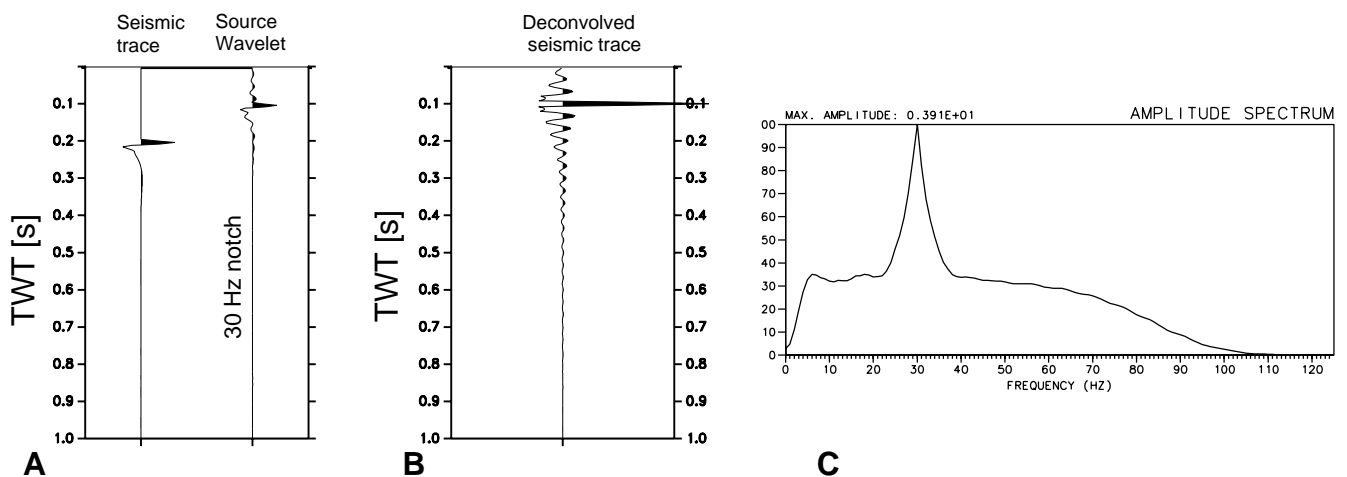 Seismic
trace
Source
Wavelet
TWT [s]
0.1
0.2
0.3
0.4
0.5
0.6
0.7
0.8
0.9
1.0
30 Hz notch
A
Deconvolved
seismic trace
TWT [s]
0.1
0.2
0.3
0.4
0.5
0.6
0.7
0.8
0.9
1.0
0.1
0.2
0.3
0.4
0.5
0.6
0.7
0.8
0.9
1.0
B
MAX. AMPLITUDE: 0.391E+01
AMPLITUDE SPECTRUM
00
90
80
70
60
50
40
30
20
10
0
0 10 20 30 40 50 60 70 80 90 100 110 120
FREQUENCY (HZ)
C